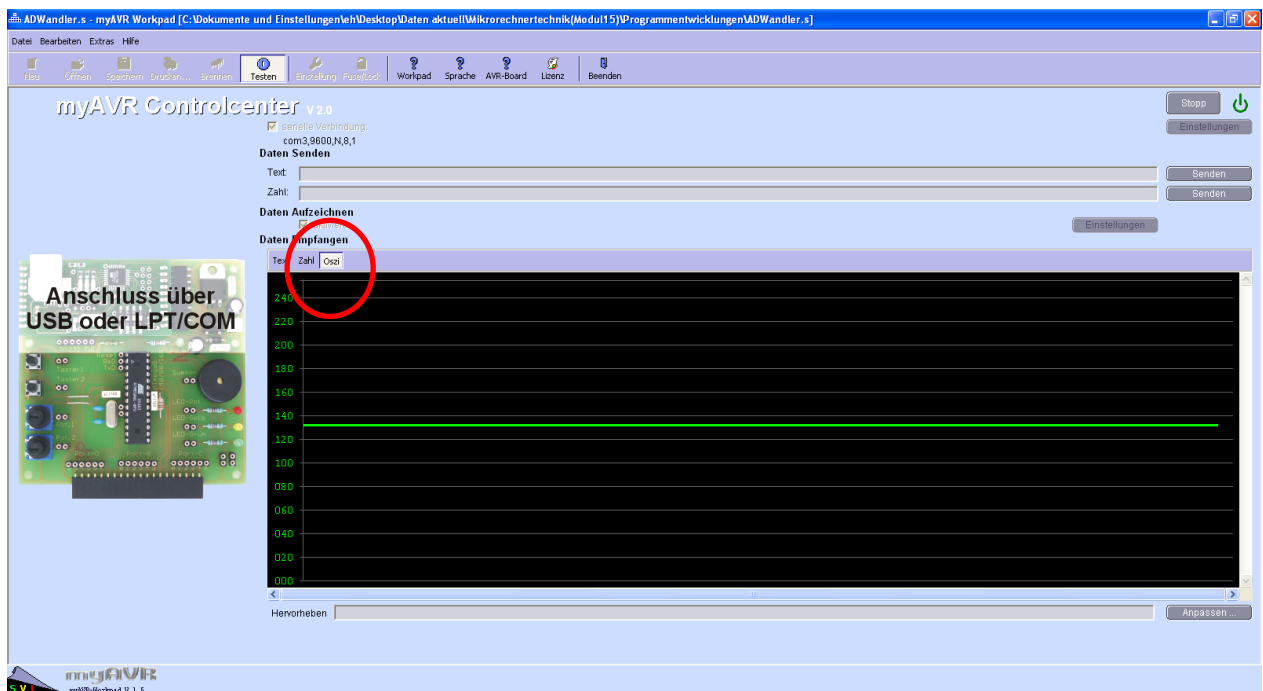 ADWandler.s - myAVR Workpad [C:\Dokumente und Einstellungen\eh\Desktop\Daten aktuell\Mikrorechnertechnik(Modul15)\Programmentwicklungen\ADWandler.s]
Datei Bearbeiten Extras Hilfe
Neu Öffnen Speichern Drucken... Brennen Testen Einstellung Workpad Sprache AVR-Board Lizenz Beenden
myAVR Controlcenter V 2.0
Stopp
serielle Verbindung:
Einstellungen
com3,9600,N,8,1
Daten Senden
Text: Senden
Zahl: Senden
Daten Aufzeichnen
Einstellungen
Daten Empfangen
Text Zahl Oszi
Anschluss über
USB oder LPT/COM
240
220
200
180
160
140
120
100
080
060
040
020
000
Taster1
Taster2
Hervorheben Anpassen ...
myAVR